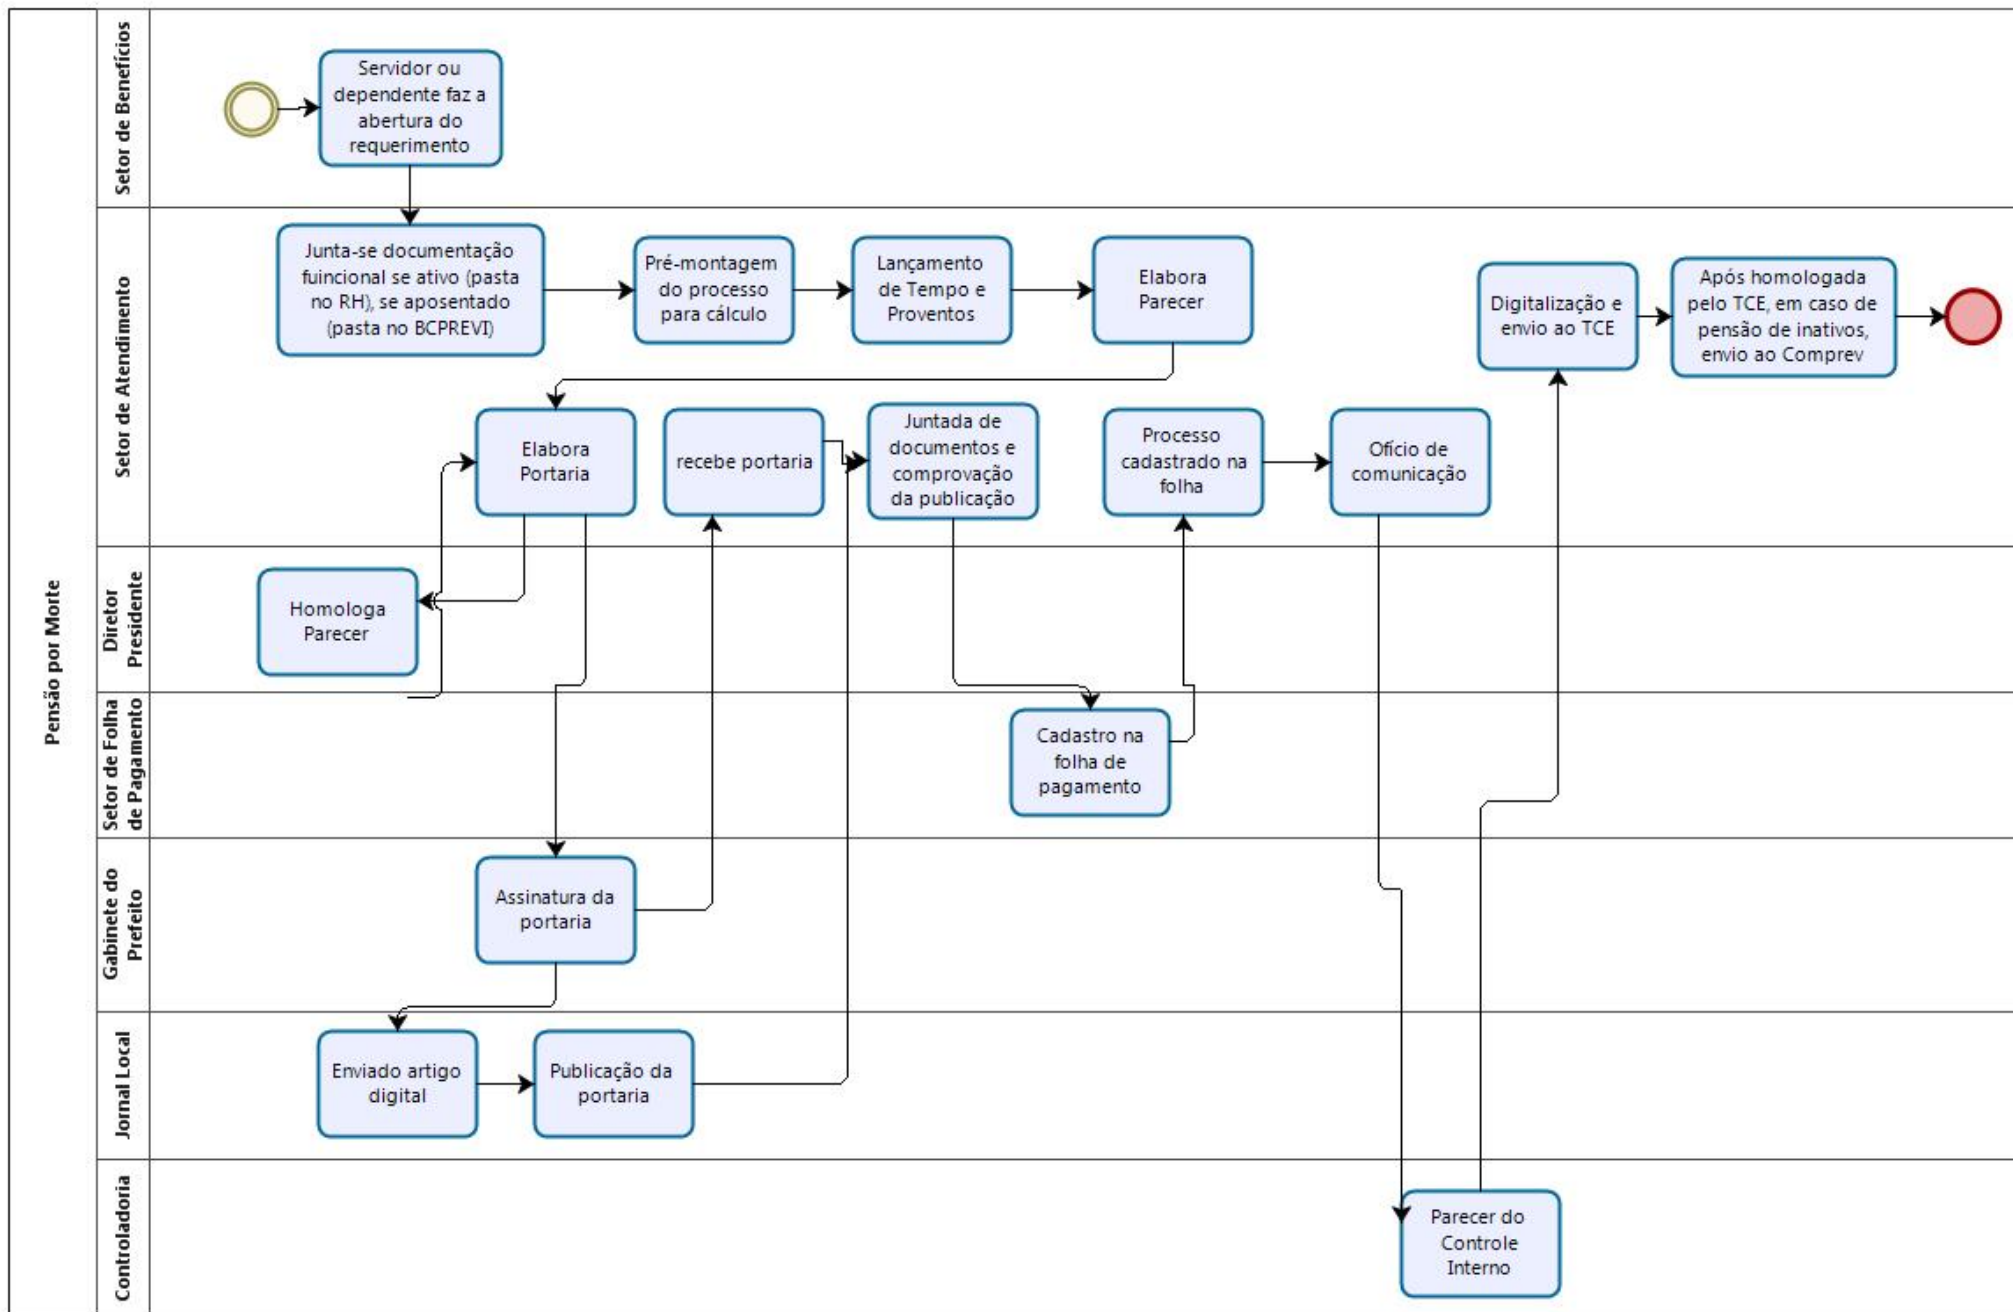 Pensão por Morte
Setor de Benefícios
Servidor ou
dependente faz a
abertura do
requerimento
Setor de Atendimento
Junta-se documentação
fuincional se ativo (pasta
no RH), se aposentado
(pasta no BCPREVI)
Pré-montagem
do processo
para cálculo
Lançamento
de Tempo e
Proventos
Elabora
Parecer
Digitalização e
envio ao TCE
Após homologada
pelo TCE, em caso de
pensão de inativos,
envio ao Comprev
Elabora
Portaria
recebe portaria
Juntada de
documentos e
comprovação
da publicação
Processo
cadastrado na
folha
Ofício de
comunicação
Diretor
Presidente
Homologa
Parecer
Setor de Folha
de Pagamento
Cadastro na
folha de
pagamento
Gabinete do
Prefeito
Assinatura da
portaria
Jornal Local
Enviado artigo
digital
Publicação da
portaria
Controladoria
Parecer do
Controle
Interno